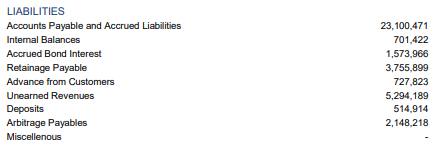 LIABILITIES
Accounts Payable and Accrued Liabilities 23,100,471
Internal Balances 701,422
Accrued Bond Interest 1,573,966
Retainage Payable 3,755,899
Advance from Customers 727,823
Unearned Revenues 5,294,189
Deposits 514,914
Arbitrage Payables 2,148,218
Miscellenous -